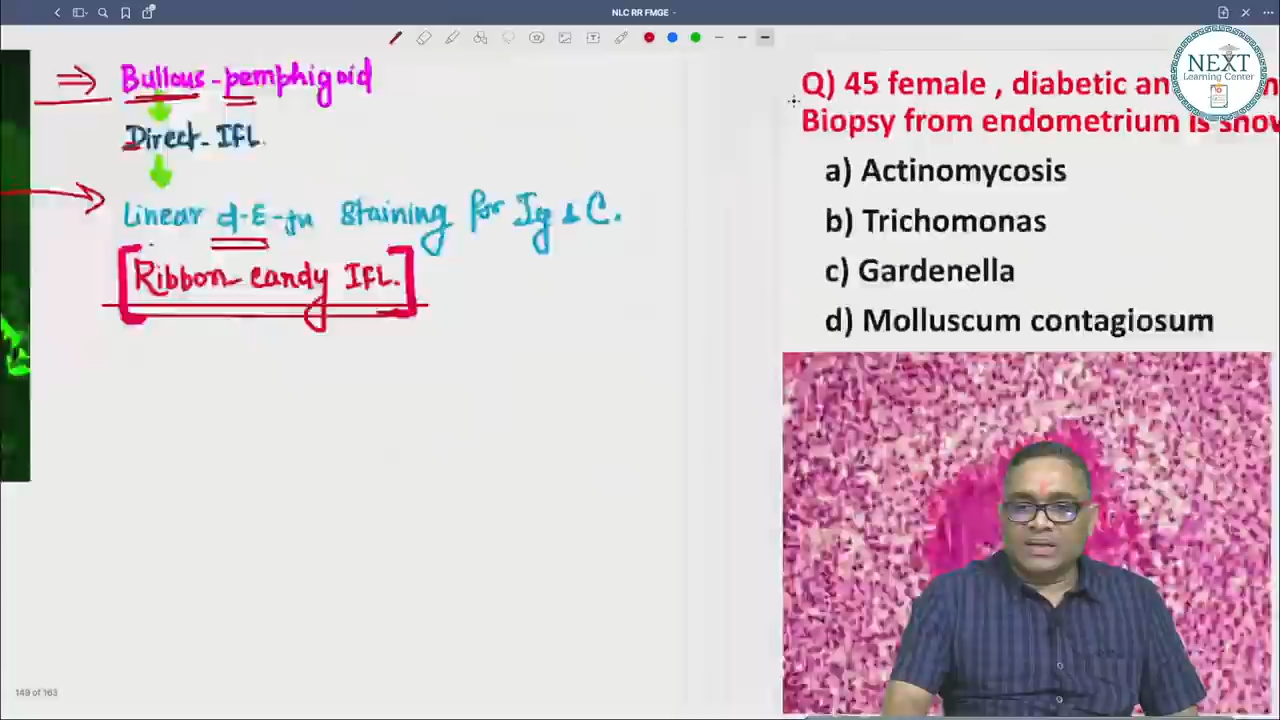 NLC RR FMGE
NEXT
Learning Center
⇒ Bullous-pemphigoid
Direct-IFL.
Linear d-E-jn staining for Ig & C.
[Ribbon candy IFL.]
149 of 163
Q) 45 female , diabetic an
Biopsy from endometrium is show
a) Actinomycosis
b) Trichomonas
c) Gardenella
d) Molluscum contagiosum